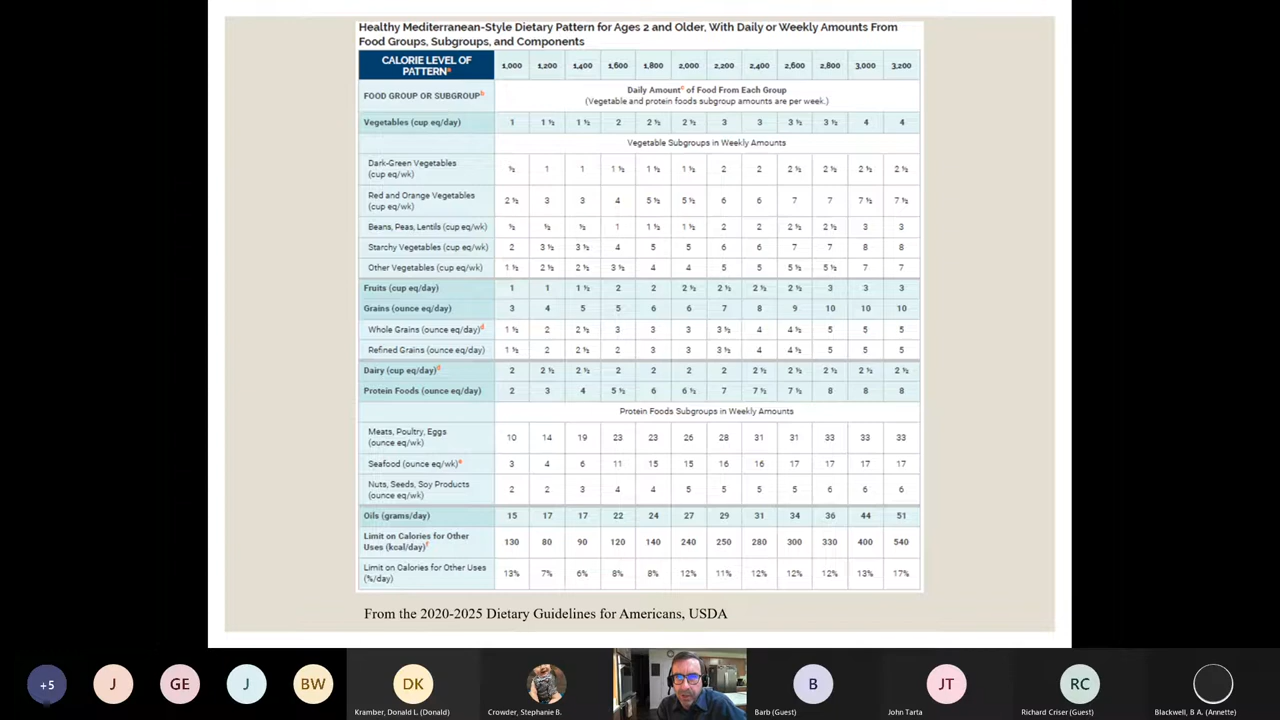 Healthy Mediterranean-Style Dietary Pattern for Ages 2 and Older, With Daily or Weekly Amounts From
Food Groups, Subgroups, and Components
CALORIE LEVEL OF
PATTERNᵃ 1,000 1,200 1,400 1,600 1,800 2,000 2,200 2,400 2,600 2,800 3,000 3,200
FOOD GROUP OR SUBGROUPᵇ
Daily Amountᶜ of Food From Each Group
(Vegetable and protein foods subgroup amounts are per week.)
Vegetables (cup eq/day) 1 1 ½ 1 ½ 2 2 ½ 2 ½ 3 3 3 ½ 3 ½ 4 4
Vegetable Subgroups in Weekly Amounts
Dark-Green Vegetables
(cup eq/wk) ½ 1 1 1 ½ 1 ½ 1 ½ 2 2 2 ½ 2 ½ 2 ½ 2 ½
Red and Orange Vegetables
(cup eq/wk) 2 ½ 3 3 4 5 ½ 5 ½ 6 6 7 7 7 ½ 7 ½
Beans, Peas, Lentils (cup eq/wk) ½ ½ ½ 1 1 ½ 1 ½ 2 2 2 ½ 2 ½ 3 3
Starchy Vegetables (cup eq/wk) 2 3 ½ 3 ½ 4 5 5 6 6 7 7 8 8
Other Vegetables (cup eq/wk) 1 ½ 2 ½ 2 ½ 3 ½ 4 4 5 5 5 ½ 5 ½ 7 7
Fruits (cup eq/day) 1 1 1 ½ 2 2 2 ½ 2 ½ 2 ½ 2 ½ 3 3 3
Grains (ounce eq/day) 3 4 5 5 6 6 7 8 9 10 10 10
Whole Grains (ounce eq/day)ᵈ 1 ½ 2 2 ½ 3 3 3 3 ½ 4 4 ½ 5 5 5
Refined Grains (ounce eq/day) 1 ½ 2 2 ½ 2 3 3 3 ½ 4 4 ½ 5 5 5
Dairy (cup eq/day)ᵈ 2 2 ½ 2 ½ 2 2 2 2 2 ½ 2 ½ 2 ½ 2 ½ 2 ½
Protein Foods (ounce eq/day) 2 3 4 5 ½ 6 6 ½ 7 7 ½ 7 ½ 8 8 8
Protein Foods Subgroups in Weekly Amounts
Meats, Poultry, Eggs
(ounce eq/wk) 10 14 19 23 23 26 28 31 31 33 33 33
Seafood (ounce eq/wk)ᵉ 3 4 6 11 15 15 16 16 17 17 17 17
Nuts, Seeds, Soy Products
(ounce eq/wk) 2 2 3 4 4 5 5 5 5 6 6 6
Oils (grams/day) 15 17 17 22 24 27 29 31 34 36 44 51
Limit on Calories for Other
Uses (kcal/day)ᶠ 130 80 90 120 140 240 250 280 300 330 400 540
Limit on Calories for Other Uses
(%/day) 13% 7% 6% 8% 8% 12% 11% 12% 12% 12% 13% 17%
From the 2020-2025 Dietary Guidelines for Americans, USDA
+5 J GE J BW DK B JT RC
Kramber, Donald L. (Donald) Crowder, Stephanie B. Barb (Guest) John Tarta Richard Criser (Guest) Blackwell, B A. (Annette)